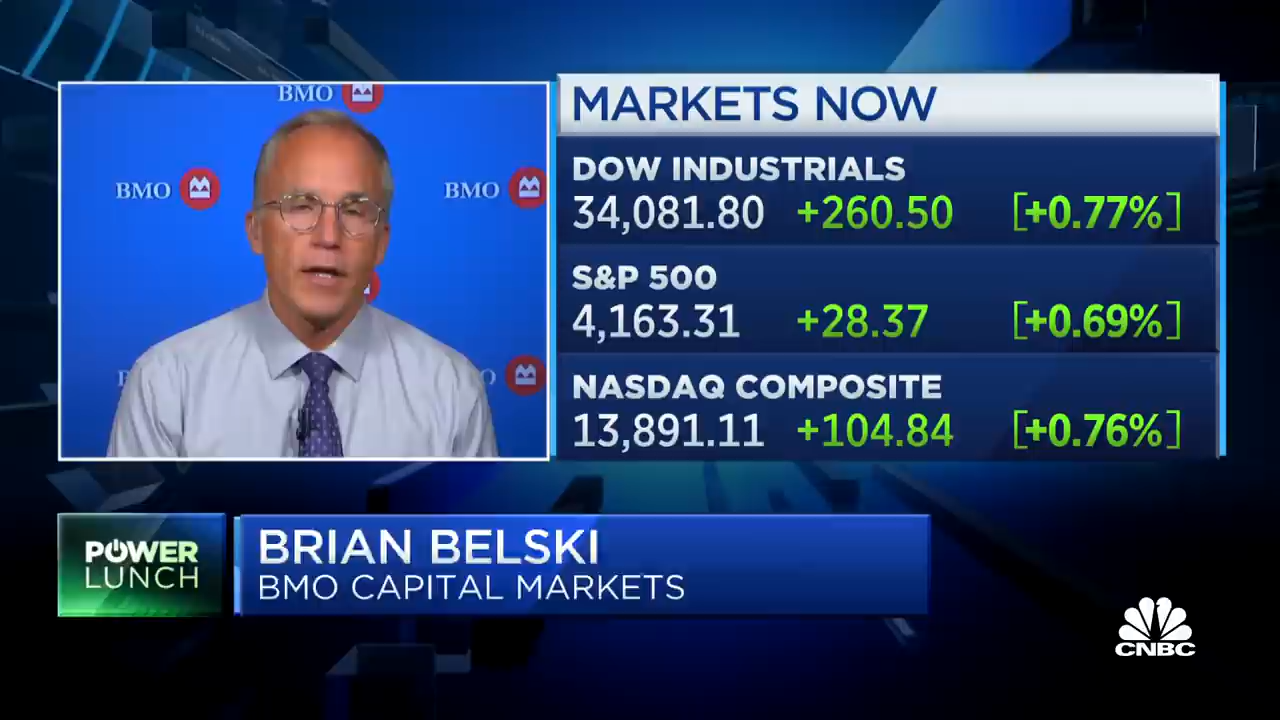 BMO
BMO
BMO
MARKETS NOW
DOW INDUSTRIALS
34,081.80 +260.50 [+0.77%]
S&P 500
4,163.31 +28.37 [+0.69%]
NASDAQ COMPOSITE
13,891.11 +104.84 [+0.76%]
POWER
LUNCH
BRIAN BELSKI
BMO CAPITAL MARKETS
CNBC